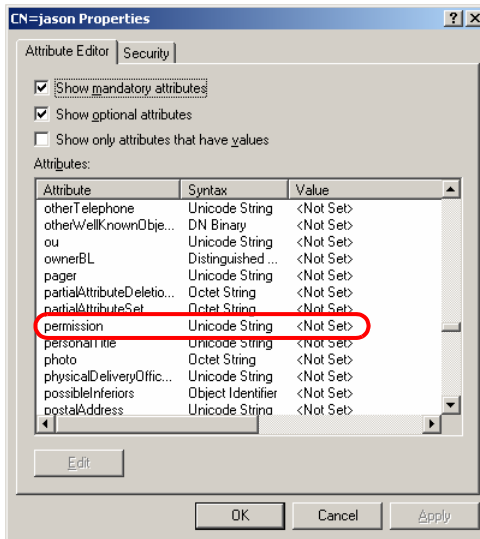 CN=jason Properties
Attribute Editor Security
Show mandatory attributes
Show optional attributes
Show only attributes that have values
Attributes:
Attribute Syntax Value
otherTelephone Unicode String <Not Set>
otherWellKnownObje... DN Binary <Not Set>
ou Unicode String <Not Set>
ownerBL Distinguished ... <Not Set>
pager Unicode String <Not Set>
partialAttributeDeletio... Octet String <Not Set>
partialAttributeSet Octet String <Not Set>
permission Unicode String <Not Set>
personalTitle Unicode String <Not Set>
photo Octet String <Not Set>
physicalDeliveryOffic... Unicode String <Not Set>
possibleInferiors Object Identifier <Not Set>
postalAddress Unicode String <Not Set>
Edit
OK Cancel Apply